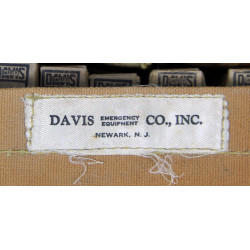 DAVIS
DAVIS EMERGENCY EQUIPMENT CO., INC.
NEWARK, N. J.